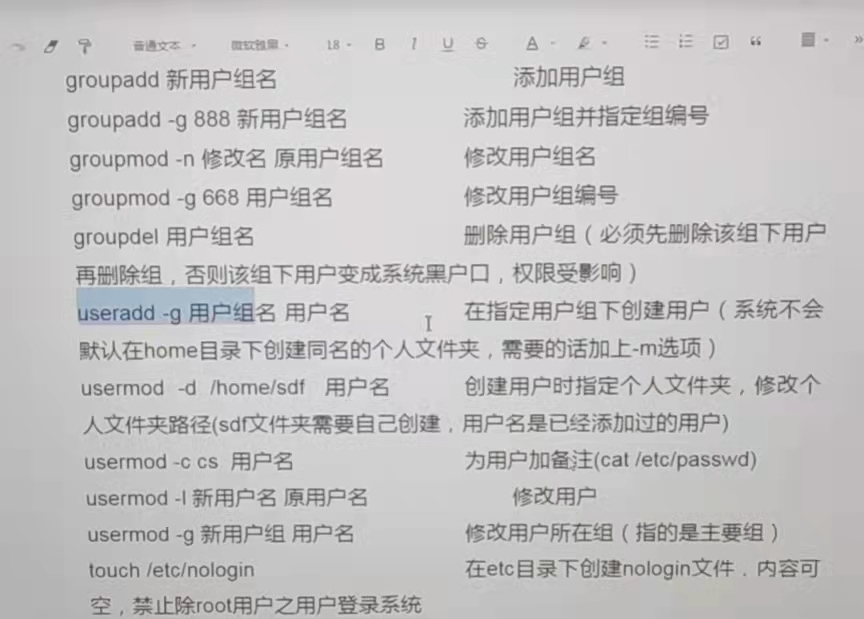 普通文本 微软雅黑 18 B I U S A
groupadd 新用户组名 添加用户组
groupadd -g 888 新用户组名 添加用户组并指定组编号
groupmod -n 修改名 原用户组名 修改用户组名
groupmod -g 668 用户组名 修改用户组编号
groupdel 用户组名 删除用户组（必须先删除该组下用户
再删除组，否则该组下用户变成系统黑户口，权限受影响）
useradd -g 用户组名 用户名 在指定用户组下创建用户（系统不会
默认在home目录下创建同名的个人文件夹，需要的话加上-m选项）
usermod -d /home/sdf 用户名 创建用户时指定个人文件夹，修改个
人文件夹路径(sdf文件夹需要自己创建，用户名是已经添加过的用户)
usermod -c cs 用户名 为用户加备注(cat /etc/passwd)
usermod -l 新用户名 原用户名 修改用户
usermod -g 新用户组 用户名 修改用户所在组（指的是主要组）
touch /etc/nologin 在etc目录下创建nologin文件，内容可
空，禁止除root用户之用户登录系统